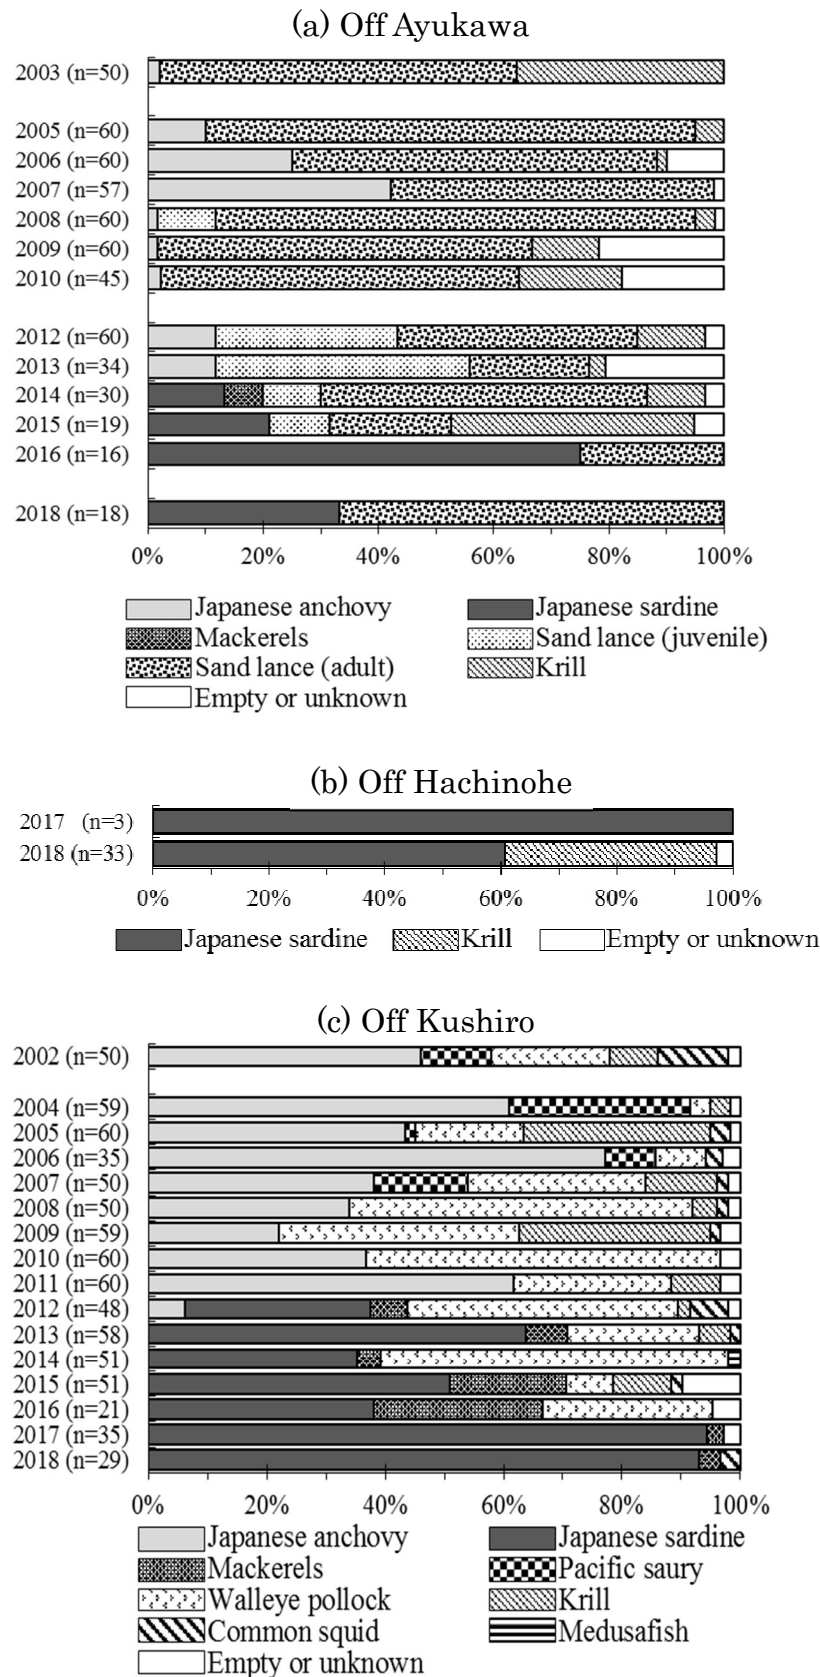 (a) Off Ayukawa
2003 (n=50)
2005 (n=60)
2006 (n=60)
2007 (n=57)
2008 (n=60)
2009 (n=60)
2010 (n=45)
2012 (n=60)
2013 (n=34)
2014 (n=30)
2015 (n=19)
2016 (n=16)
2018 (n=18)
0% 20% 40% 60% 80% 100%
Japanese anchovy Japanese sardine
Mackerels Sand lance (juvenile)
Sand lance (adult) Krill
Empty or unknown
(b) Off Hachinohe
2017 (n=3)
2018 (n=33)
0% 20% 40% 60% 80% 100%
Japanese sardine Krill Empty or unknown
(c) Off Kushiro
2002 (n=50)
2004 (n=59)
2005 (n=60)
2006 (n=35)
2007 (n=50)
2008 (n=50)
2009 (n=59)
2010 (n=60)
2011 (n=60)
2012 (n=48)
2013 (n=58)
2014 (n=51)
2015 (n=51)
2016 (n=21)
2017 (n=35)
2018 (n=29)
0% 20% 40% 60% 80% 100%
Japanese anchovy Japanese sardine
Mackerels Pacific saury
Walleye pollock Krill
Common squid Medusafish
Empty or unknown